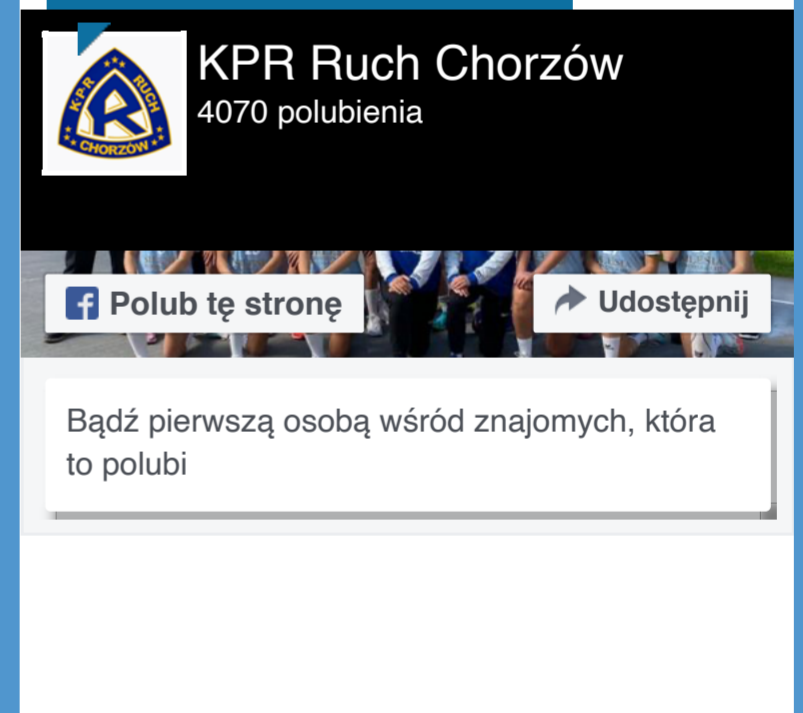 KPR Ruch Chorzów
4070 polubienia
K·P·R RUCH
R
CHORZÓW
Polub tę stronę
Udostępnij
Bądź pierwszą osobą wśród znajomych, która
to polubi